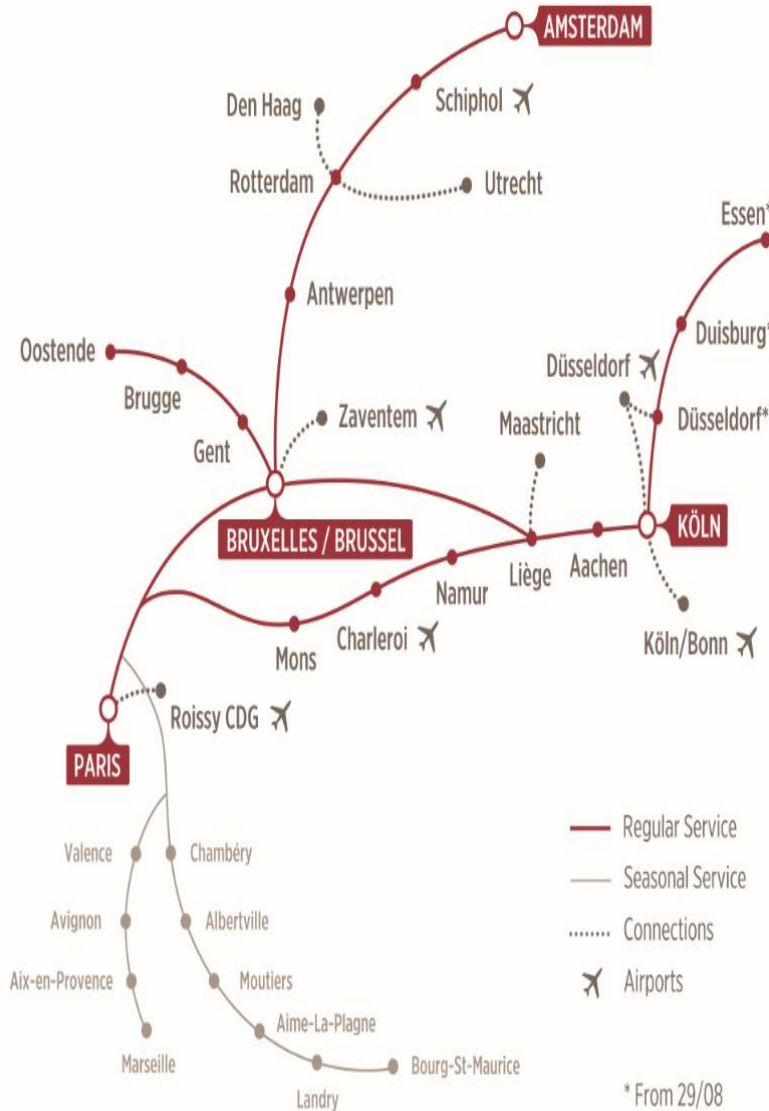 AMSTERDAM
Schiphol
Den Haag
Rotterdam
Utrecht
Essen*
Antwerpen
Duisburg*
Oostende
Düsseldorf
Brugge
Zaventem
Maastricht
Düsseldorf*
Gent
BRUXELLES / BRUSSEL
KÖLN
Liège
Aachen
Namur
Charleroi
Mons
Köln/Bonn
Roissy CDG
PARIS
Regular Service
Valence
Chambéry
Seasonal Service
Avignon
Albertville
Connections
Aix-en-Provence
Moutiers
Airports
Aime-La-Plagne
Marseille
Bourg-St-Maurice
Landry
* From 29/08